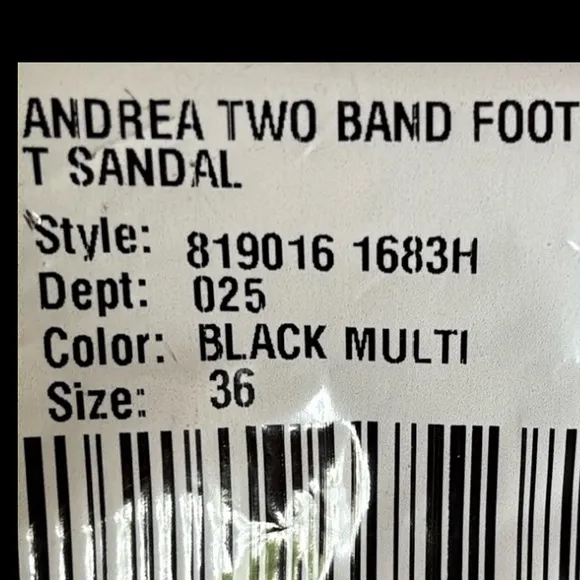 ANDREA TWO BAND FOOT
T SANDAL
Style: 819016 1683H
Dept: 025
Color: BLACK MULTI
Size: 36